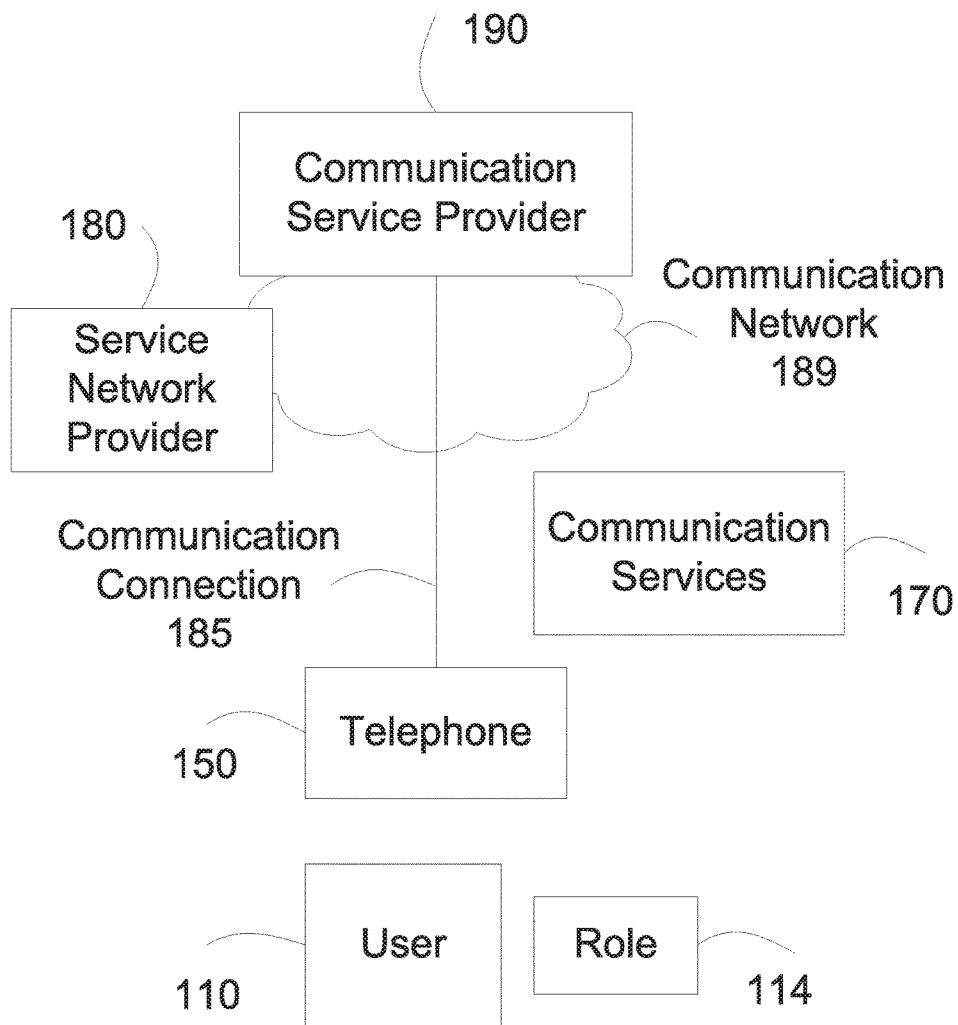 190
Communication
Service Provider
180
Service
Network
Provider
Communication
Network
189
Communication
Connection
185
Communication
Services
170
Telephone
150
User
110
Role
114